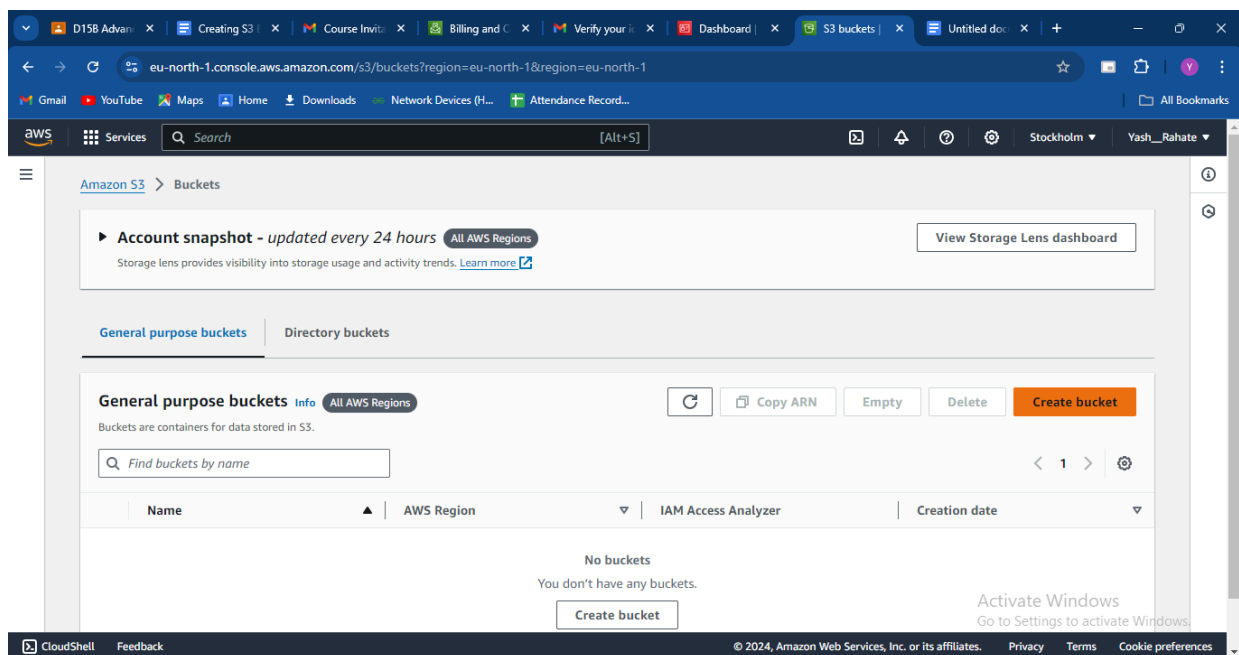 D15B Advan
Creating S3
Course Invita
Billing and C
Verify your ic
Dashboard |
S3 buckets |
Untitled doc
eu-north-1.console.aws.amazon.com/s3/buckets?region=eu-north-1&region=eu-north-1
Y
Gmail
YouTube
Maps
Home
Downloads
Network Devices (H...
Attendance Record...
All Bookmarks
aws
Services
Search
[Alt+S]
Stockholm
Yash__Rahate
Amazon S3 > Buckets
Account snapshot - updated every 24 hours All AWS Regions
View Storage Lens dashboard
Storage lens provides visibility into storage usage and activity trends. Learn more
General purpose buckets
Directory buckets
General purpose buckets Info All AWS Regions
Copy ARN
Empty
Delete
Create bucket
Buckets are containers for data stored in S3.
Find buckets by name
1
Name
AWS Region
IAM Access Analyzer
Creation date
No buckets
You don't have any buckets.
Create bucket
Activate Windows
Go to Settings to activate Windows.
CloudShell
Feedback
© 2024, Amazon Web Services, Inc. or its affiliates.
Privacy
Terms
Cookie preferences